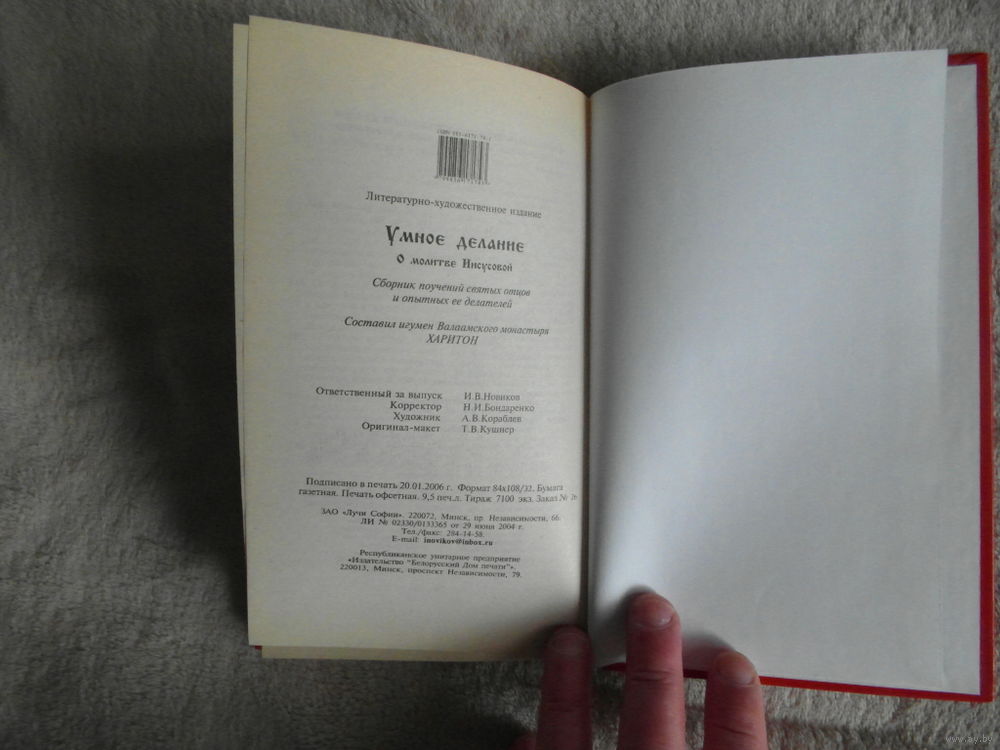 Литературно-художественное издание
Умное делание
О молитве Иисусовой
Сборник поучений святых отцов
и опытных ее делателей
Составил игумен Валаамского монастыря
ХАРИТОН
Ответственный за выпуск И.В.Новиков
Корректор Н.И.Бондаренко
Художник А.В.Кораблев
Оригинал-макет Т.В.Кушнер
Подписано в печать 20.01.2006 г. Формат 84х108/32. Бумага
газетная. Печать офсетная. 9,5 печ.л. Тираж 7100 экз. Заказ № 26
ЗАО «Лучи Софии». 220072, Минск, пр. Независимости, 66.
ЛИ № 02330/0133365 от 29 июня 2004 г.
Тел./факс: 284-14-58.
E-mail: inovikov@inbox.ru
Республиканское унитарное предприятие
«Издательство "Белорусский Дом печати"».
220013, Минск, проспект Независимости, 79.
www.ay.by